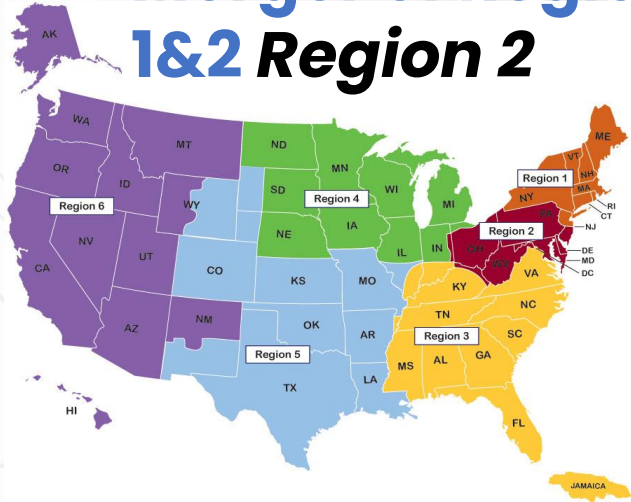 1&2 Region 2
AK
WA
MT
ND
ME
OR
ID
MN
VT
NH
Region 1
MA
WY
SD
WI
MI
NY
Region 6
Region 4
RI
CT
NE
IA
Region 2
PA
NJ
NV
UT
IL
IN
OH
WV
DE
MD
DC
CO
KS
MO
KY
VA
CA
NC
AZ
NM
OK
AR
TN
SC
Region 5
Region 3
MS
AL
GA
TX
LA
HI
FL
JAMAICA